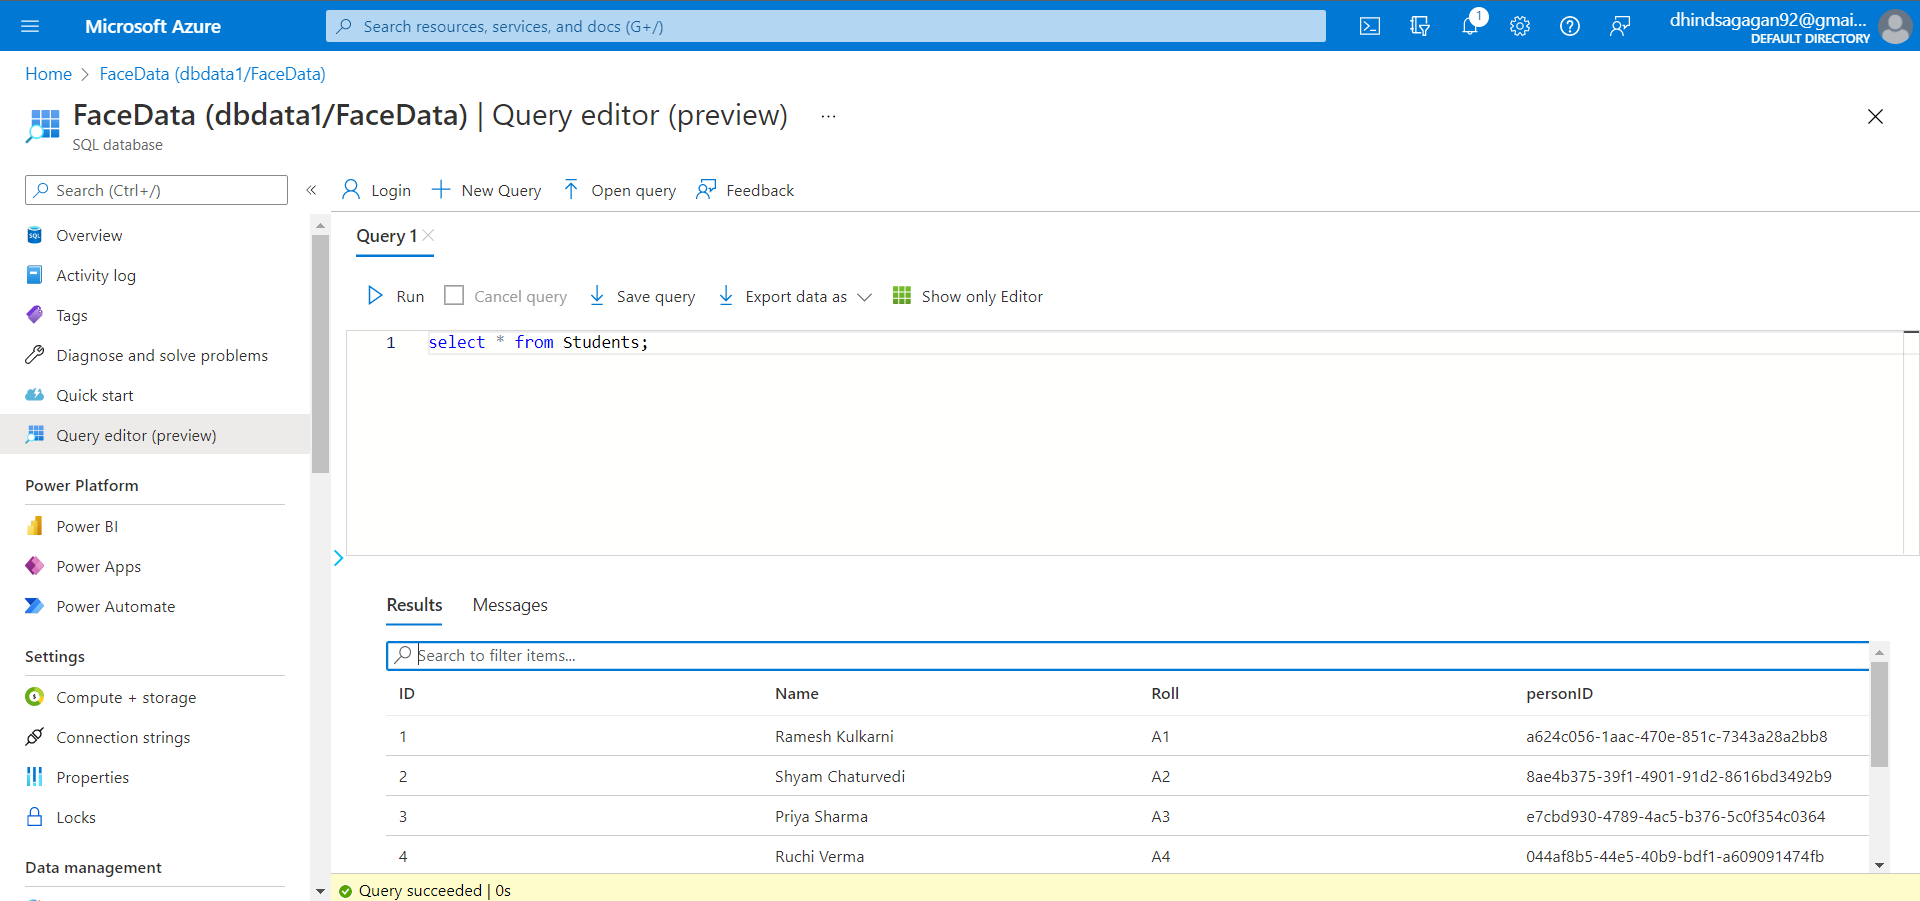 Microsoft Azure
Search resources, services, and docs (G+/)
1
dhindsagagan92@gmai...
DEFAULT DIRECTORY
Home > FaceData (dbdata1/FaceData)
FaceData (dbdata1/FaceData) | Query editor (preview) ...
SQL database
Search (Ctrl+/)
«
Login
New Query
Open query
Feedback
Overview
Activity log
Tags
Diagnose and solve problems
Quick start
Query editor (preview)
Power Platform
Power BI
Power Apps
Power Automate
Settings
Compute + storage
Connection strings
Properties
Locks
Data management
Query 1
Run
Cancel query
Save query
Export data as
Show only Editor
1 select * from Students;
Results Messages
Search to filter items...
ID Name Roll personID
1 Ramesh Kulkarni A1 a624c056-1aac-470e-851c-7343a28a2bb8
2 Shyam Chaturvedi A2 8ae4b375-39f1-4901-91d2-8616bd3492b9
3 Priya Sharma A3 e7cbd930-4789-4ac5-b376-5c0f354c0364
4 Ruchi Verma A4 044af8b5-44e5-40b9-bdf1-a609091474fb
Query succeeded | 0s